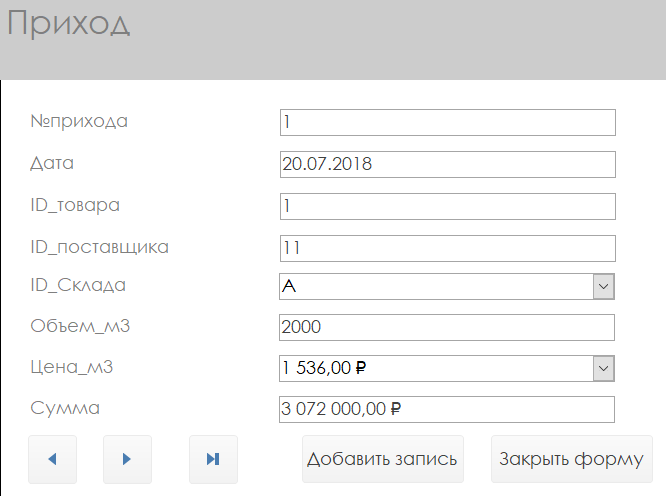 Приход
№прихода 1
Дата 20.07.2018
ID_товара 1
ID_поставщика 11
ID_Склада А
Объем_м3 2000
Цена_м3 1 536,00 ₽
Сумма 3 072 000,00 ₽
Добавить запись Закрыть форму